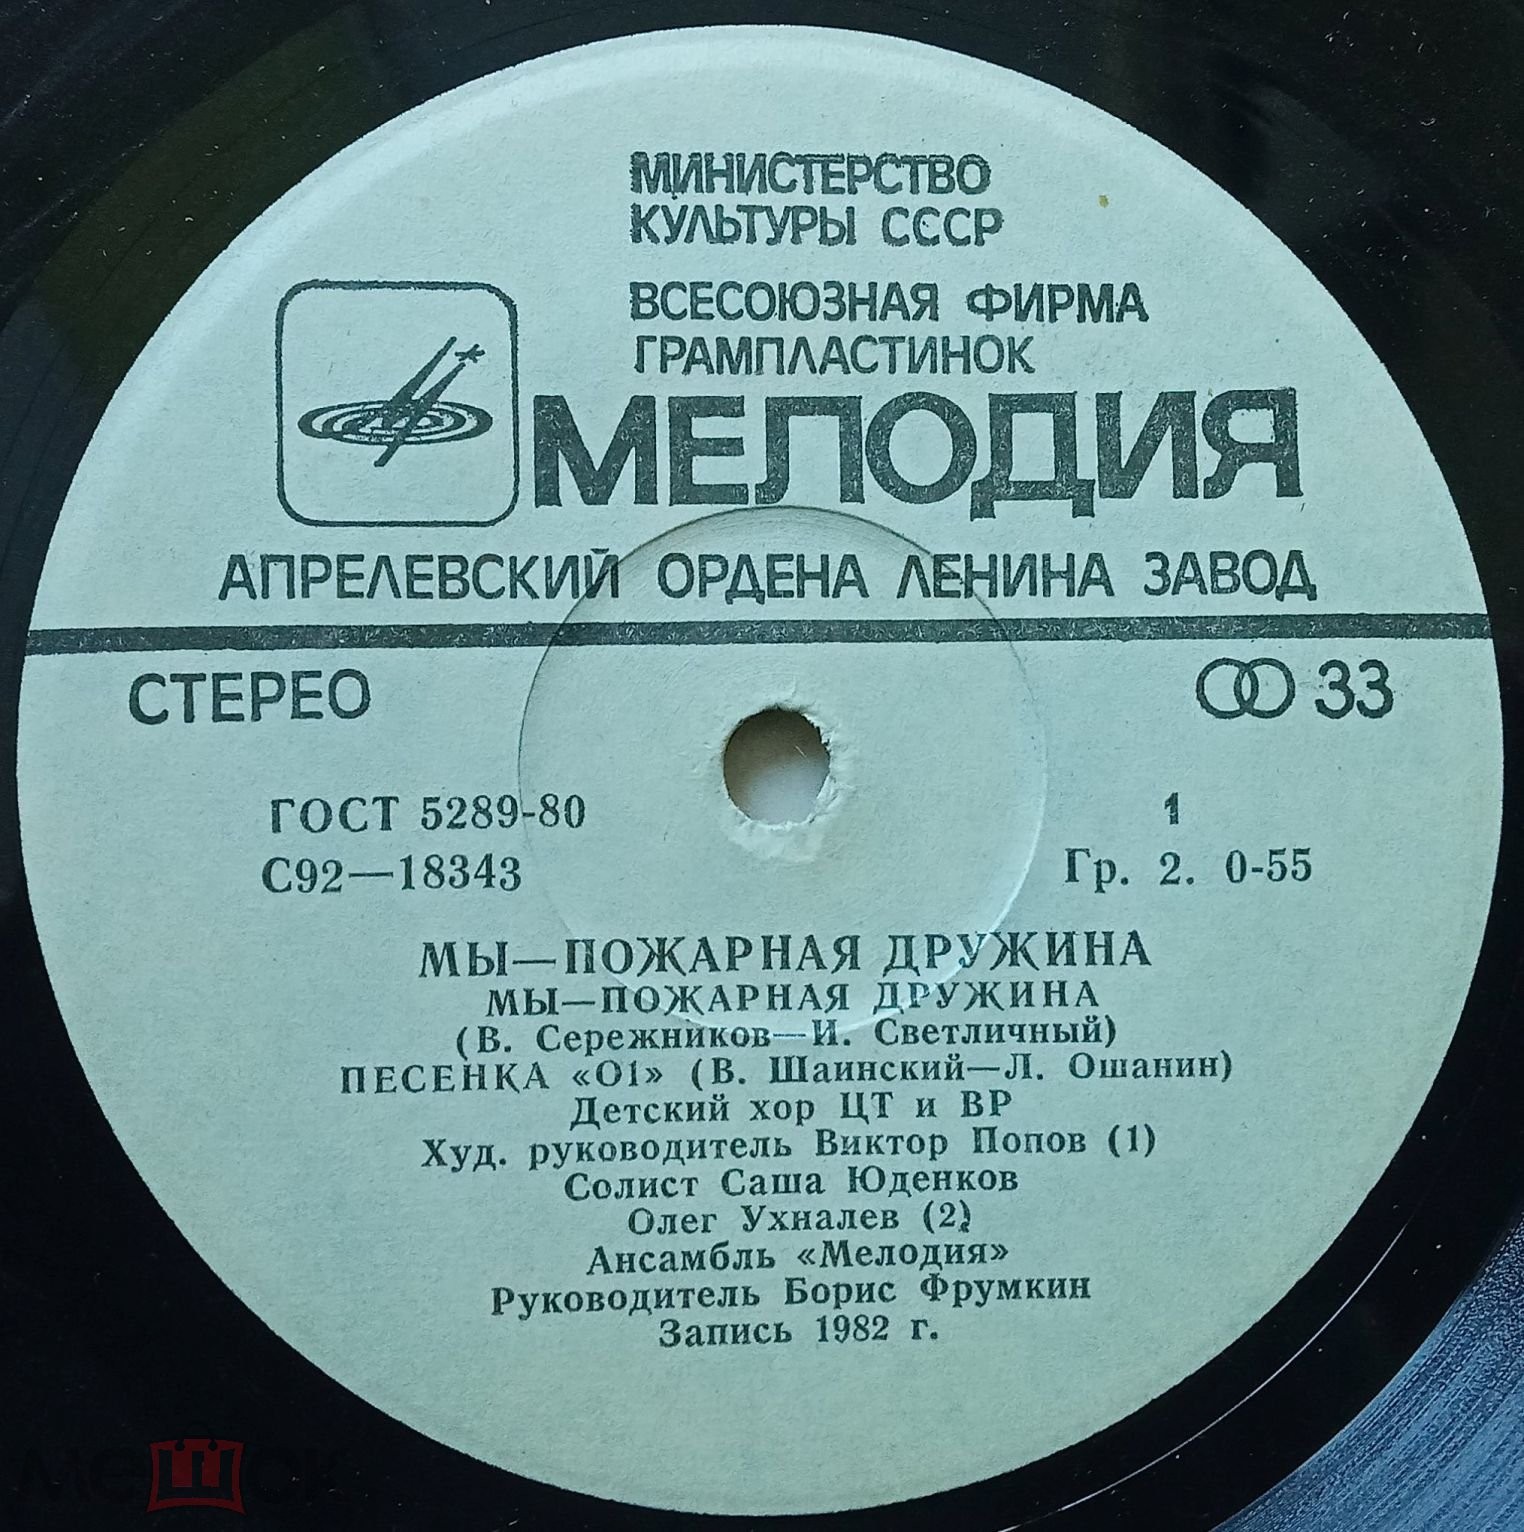 МИНИСТЕРСТВО
КУЛЬТУРЫ СССР
ВСЕСОЮЗНАЯ ФИРМА
ГРАМПЛАСТИНОК
МЕЛОДИЯ
АПРЕЛЕВСКИЙ ОРДЕНА ЛЕНИНА ЗАВОД
СТЕРЕО 33
ГОСТ 5289-80 1
С92—18343 Гр. 2. 0-55
МЫ—ПОЖАРНАЯ ДРУЖИНА
МЫ—ПОЖАРНАЯ ДРУЖИНА
(В. Сережников—И. Светличный)
ПЕСЕНКА «01» (В. Шаинский—Л. Ошанин)
Детский хор ЦТ и ВР
Худ. руководитель Виктор Попов (1)
Солист Саша Юденков
Олег Ухналев (2)
Ансамбль «Мелодия»
Руководитель Борис Фрумкин
Запись 1982 г.
мешок